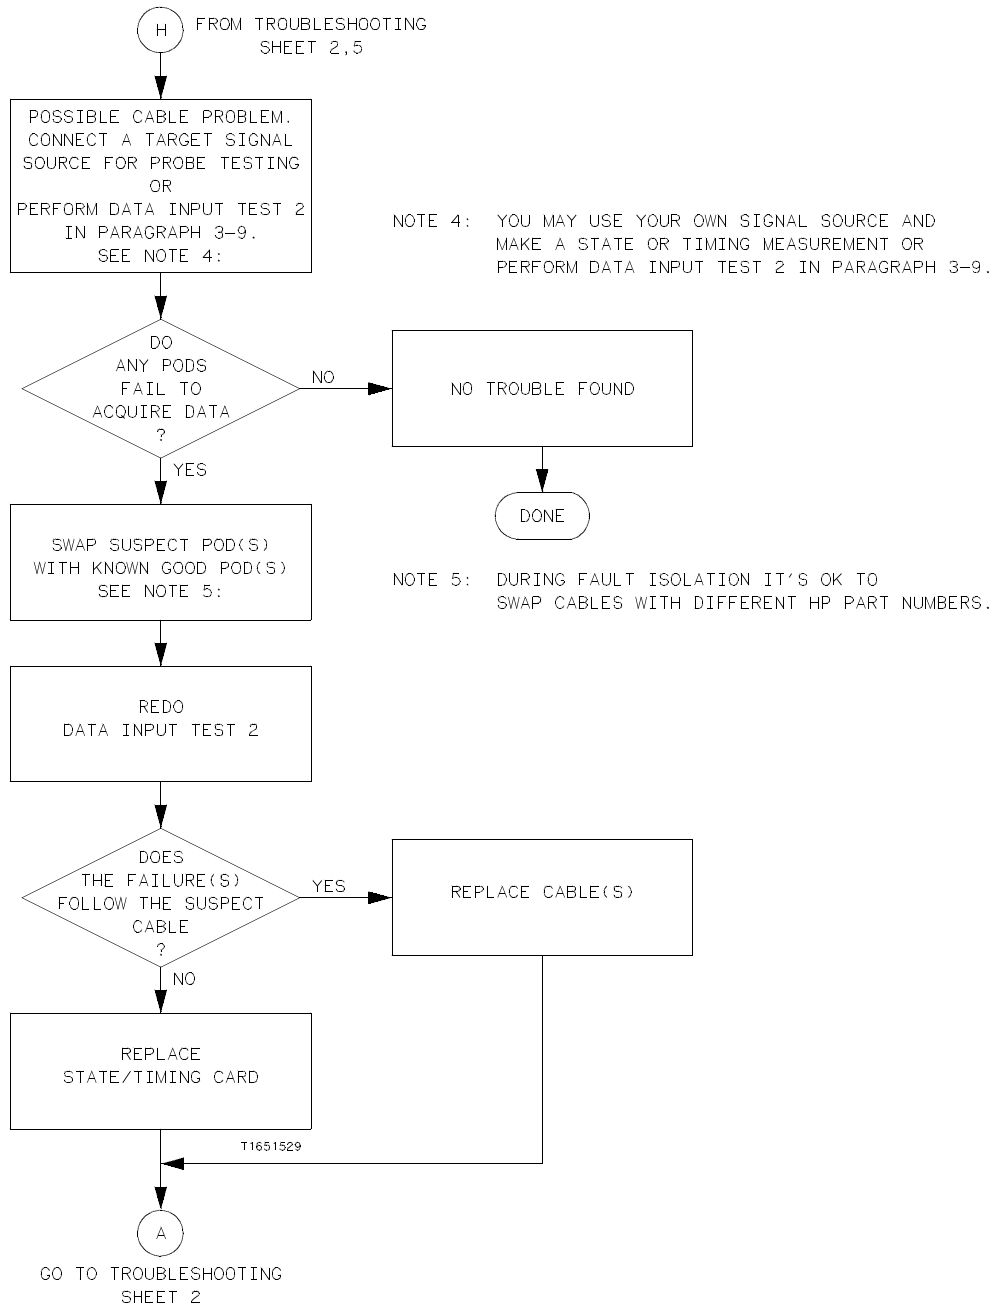 H
FROM TROUBLESHOOTING
SHEET 2,5
POSSIBLE CABLE PROBLEM.
CONNECT A TARGET SIGNAL
SOURCE FOR PROBE TESTING
OR
PERFORM DATA INPUT TEST 2
IN PARAGRAPH 3-9.
SEE NOTE 4:
NOTE 4: YOU MAY USE YOUR OWN SIGNAL SOURCE AND
MAKE A STATE OR TIMING MEASUREMENT OR
PERFORM DATA INPUT TEST 2 IN PARAGRAPH 3-9.
DO
ANY PODS
FAIL TO
ACQUIRE DATA
?
NO
NO TROUBLE FOUND
YES
DONE
SWAP SUSPECT POD(S)
WITH KNOWN GOOD POD(S)
SEE NOTE 5:
NOTE 5: DURING FAULT ISOLATION IT'S OK TO
SWAP CABLES WITH DIFFERENT HP PART NUMBERS.
REDO
DATA INPUT TEST 2
DOES
THE FAILURE(S)
FOLLOW THE SUSPECT
CABLE
?
YES
REPLACE CABLE(S)
NO
REPLACE
STATE/TIMING CARD
T1651529
A
GO TO TROUBLESHOOTING
SHEET 2